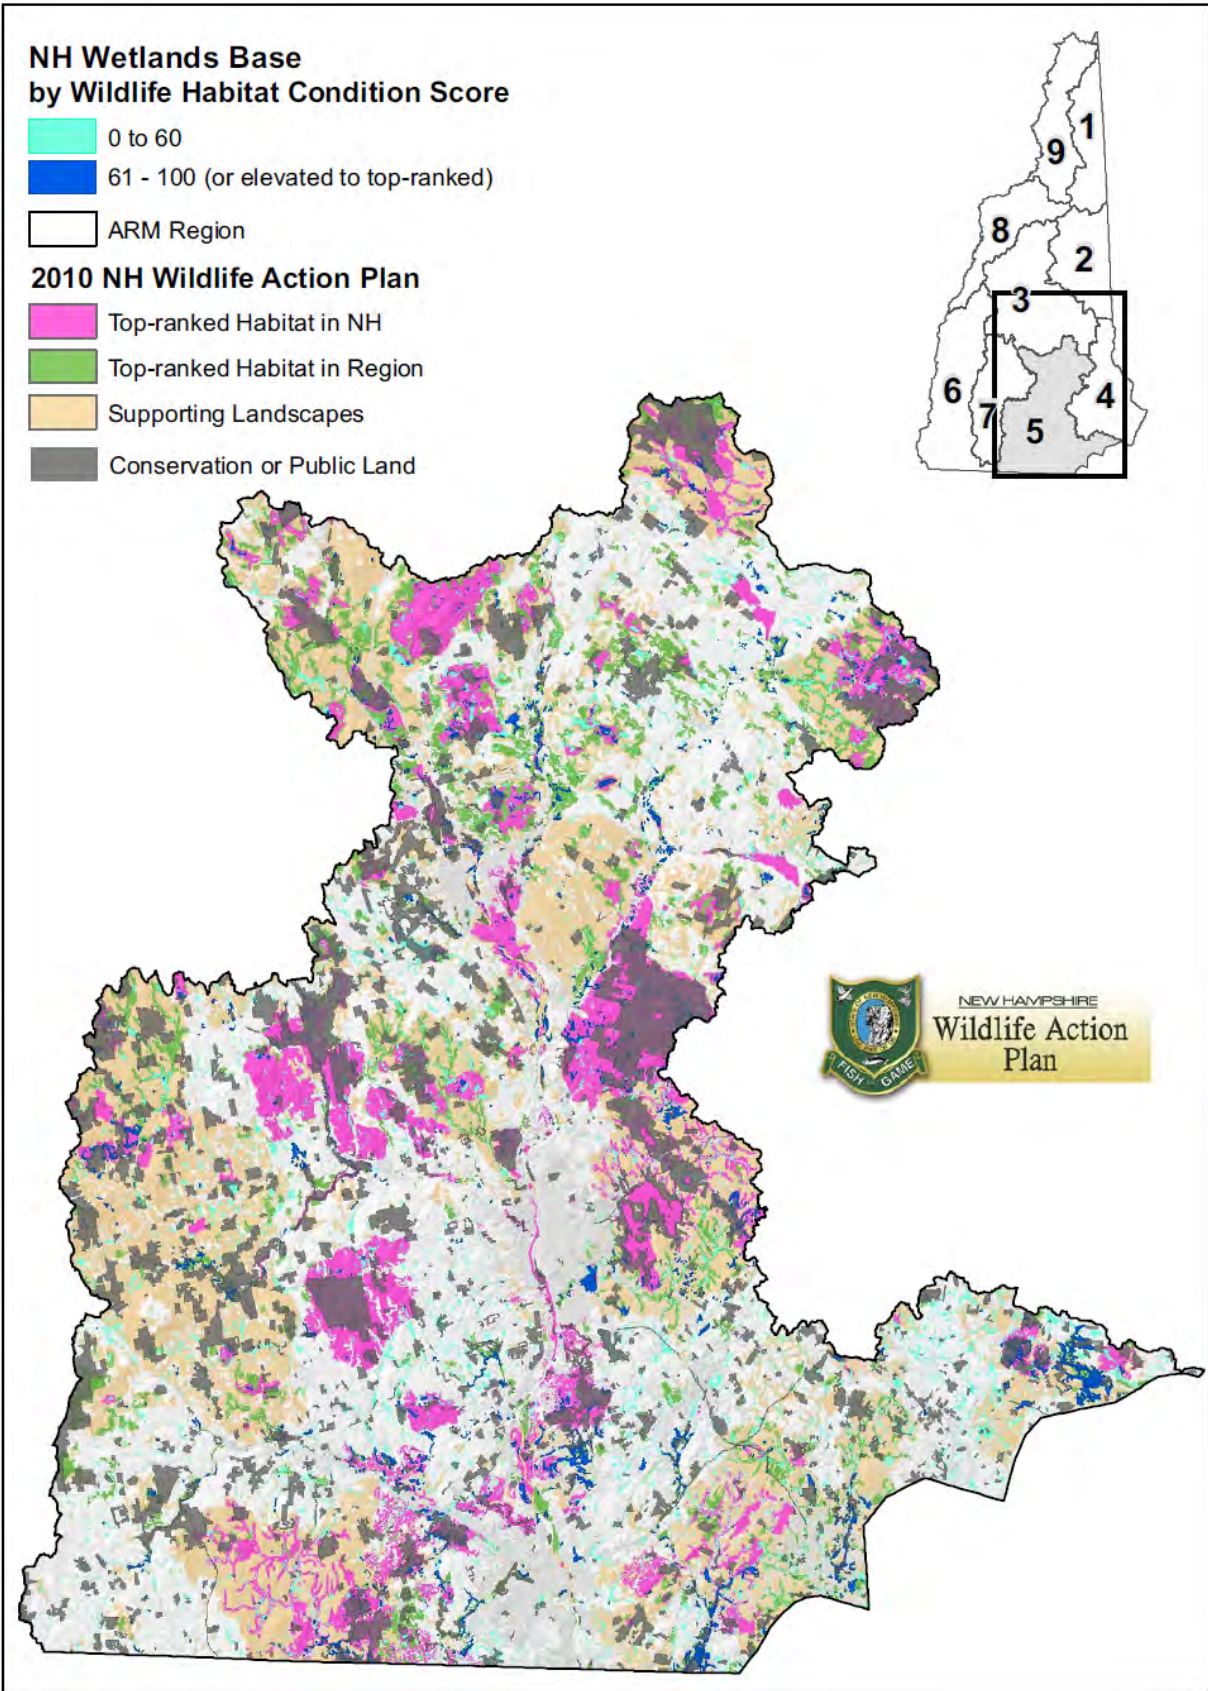 NH Wetlands Base
by Wildlife Habitat Condition Score
0 to 60
61 - 100 (or elevated to top-ranked)
ARM Region
2010 NH Wildlife Action Plan
Top-ranked Habitat in NH
Top-ranked Habitat in Region
Supporting Landscapes
Conservation or Public Land
1
9
8
2
3
6
7
4
5
NEW HAMPSHIRE
Wildlife Action
Plan
FISH AND GAME